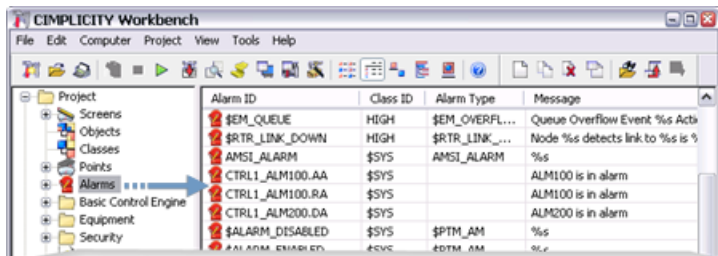 CIMPLICITY Workbench
File Edit Computer Project View Tools Help
Project
Screens
Objects
Classes
Points
Alarms
Basic Control Engine
Equipment
Security
Alarm ID Class ID Alarm Type Message
$EM_QUEUE HIGH $EM_OVERFL... Queue Overflow Event %s Acti
$RTR_LINK_DOWN HIGH $RTR_LINK_... Node %s detects link to %s is %
AMSI_ALARM $SYS AMSI_ALARM %s
CTRL1_ALM100.AA $SYS ALM100 is in alarm
CTRL1_ALM100.RA $SYS ALM100 is in alarm
CTRL1_ALM200.DA $SYS ALM200 is in alarm
$ALARM_DISABLED $SYS $PTM_AM %s
$ALARM_ENABLED $SYS $PTM_AM %s